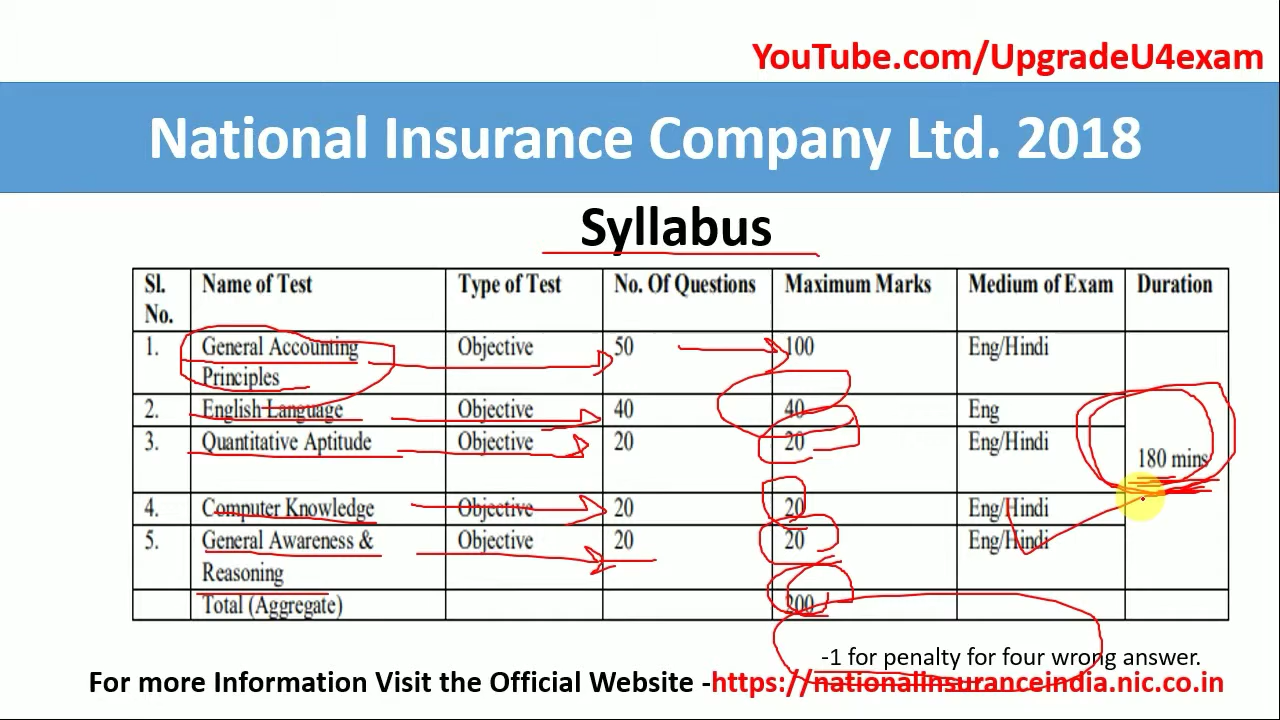 YouTube.com/UpgradeU4exam
National Insurance Company Ltd. 2018
Syllabus
Sl. No. Name of Test Type of Test No. Of Questions Maximum Marks Medium of Exam Duration
1. General Accounting Principles Objective 50 100 Eng/Hindi
2. English Language Objective 40 40 Eng
3. Quantitative Aptitude Objective 20 20 Eng/Hindi 180 mins
4. Computer Knowledge Objective 20 20 Eng/Hindi
5. General Awareness & Reasoning Objective 20 20 Eng/Hindi
Total (Aggregate) 200
-1 for penalty for four wrong answer.
For more Information Visit the Official Website -https://nationalinsuranceindia.nic.co.in